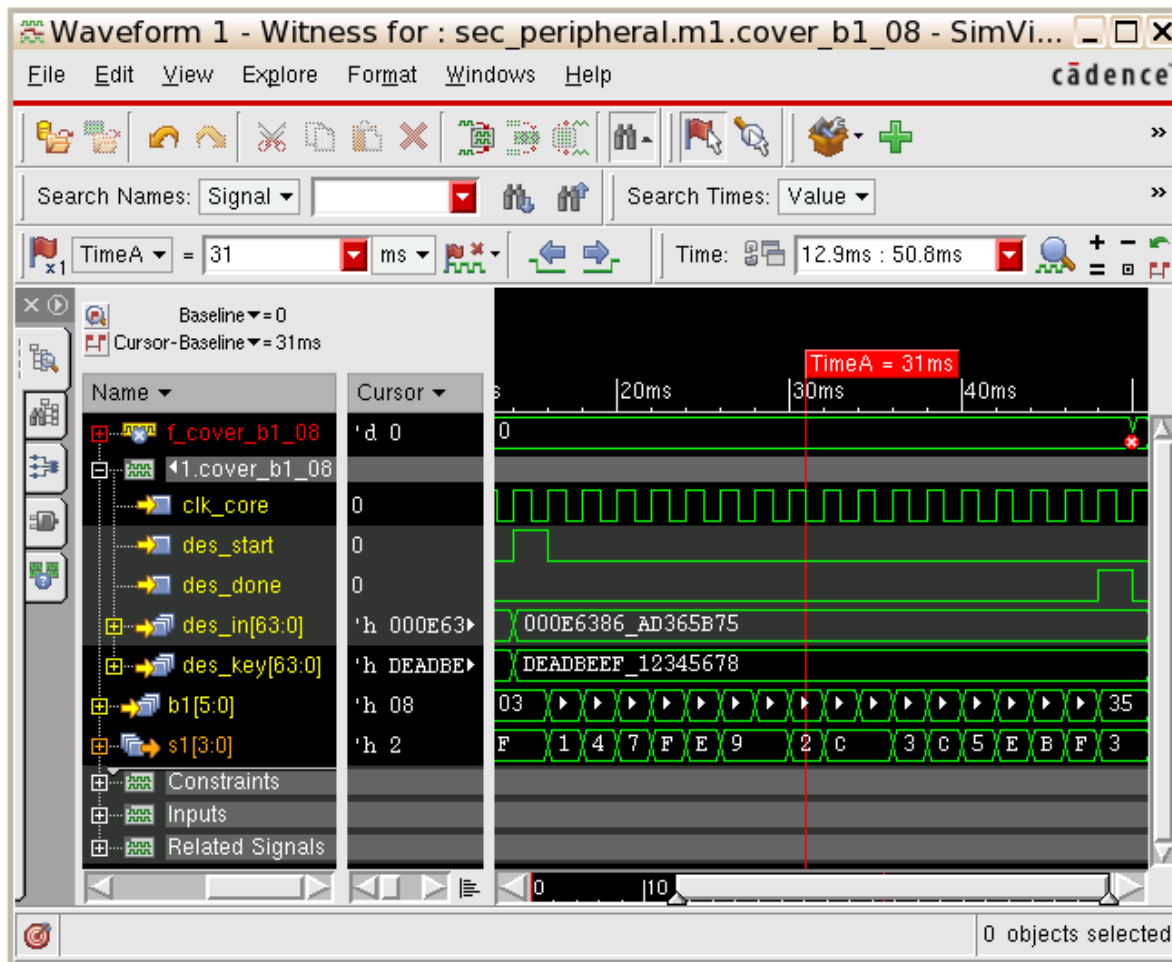 Waveform 1 - Witness for : sec_peripheral.m1.cover_b1_08 - SimVi...
File Edit View Explore Format Windows Help cādence
Search Names: Signal Search Times: Value »
»
x1 TimeA = 31 ms Time: 12.9ms : 50.8ms
Baseline = 0
Cursor-Baseline = 31ms
TimeA = 31ms
Name Cursor s 20ms 30ms 40ms
f_cover_b1_08 'd 0 0
1.cover_b1_08
clk_core 0
des_start 0
des_done 0
des_in[63:0] 'h 000E63 000E6386_AD365B75
des_key[63:0] 'h DEADBE DEADBEEF_12345678
b1[5:0] 'h 08 03 35
s1[3:0] 'h 2 F 1 4 7 F E 9 2 C 3 C 5 E B F 3
Constraints
Inputs
Related Signals
0 10
0 objects selected